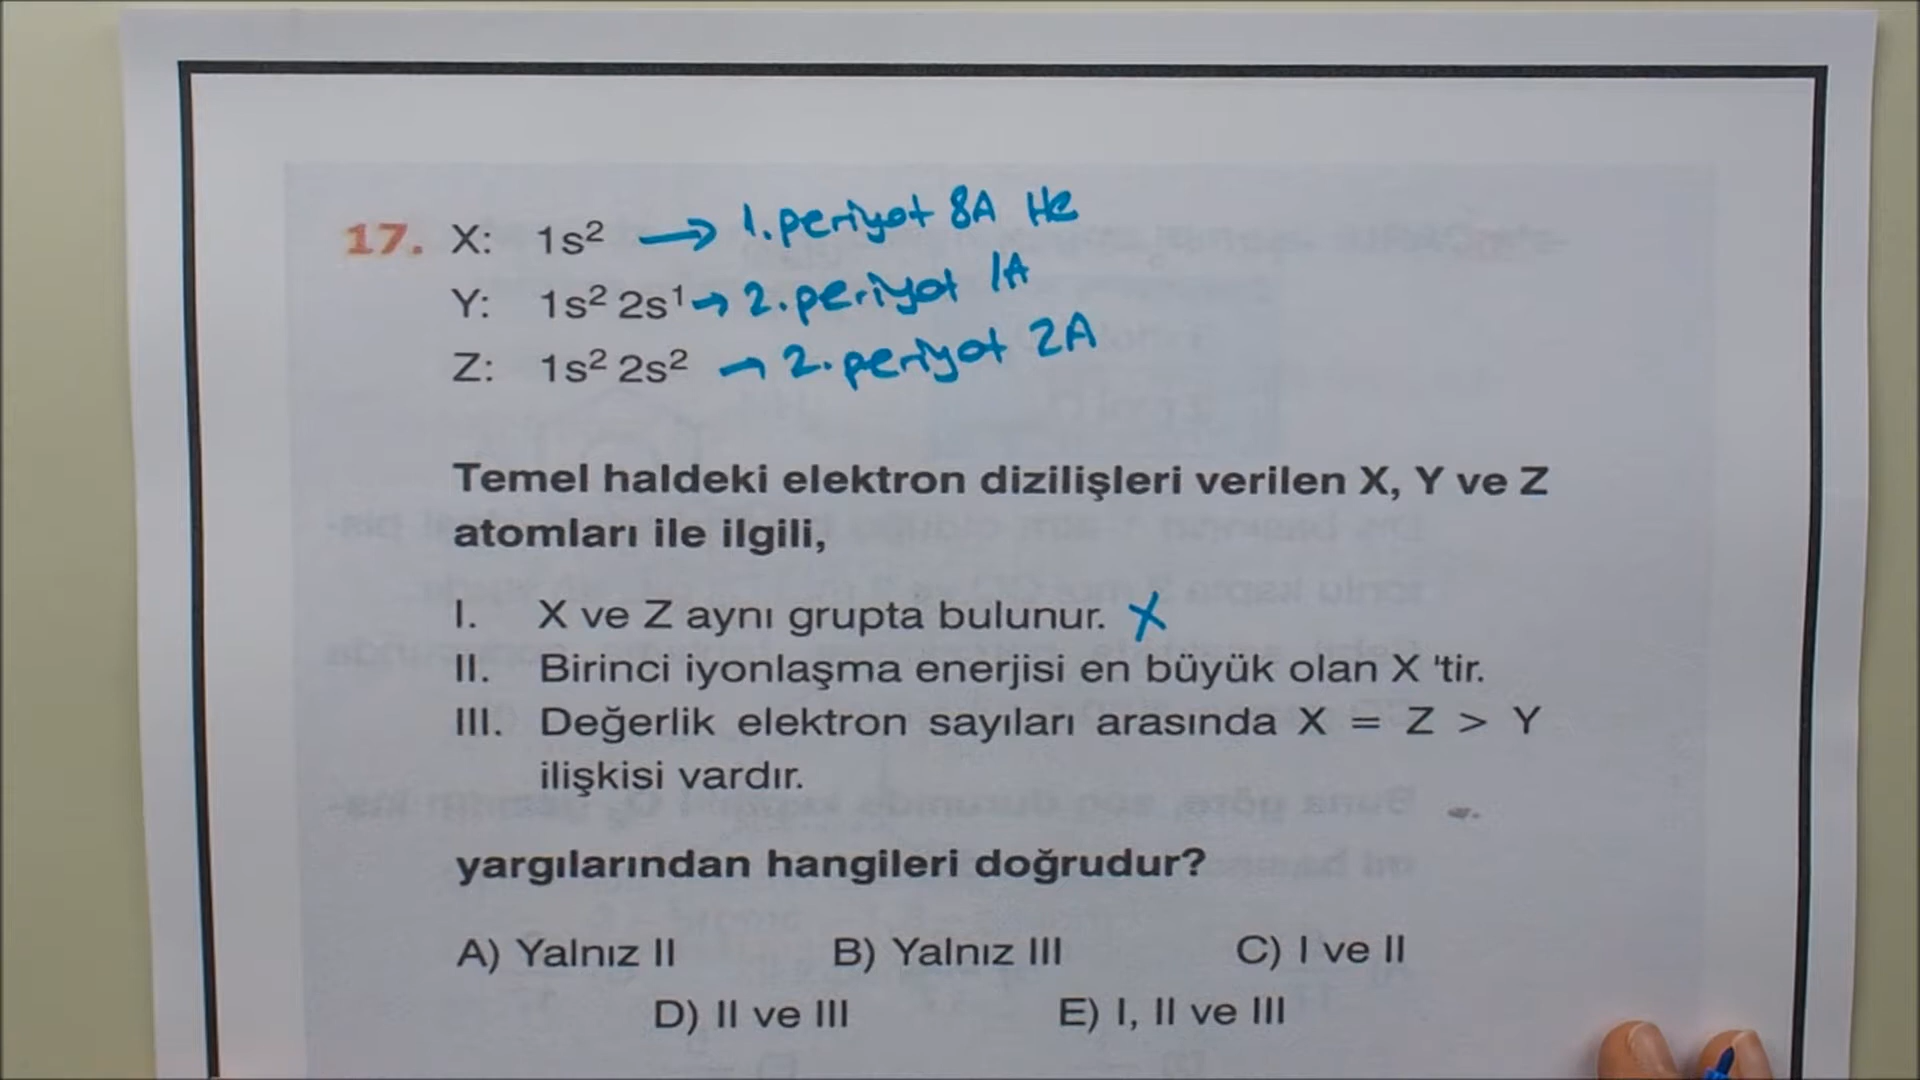 17. X: 1s² → 1.periyot 8A He
Y: 1s² 2s¹ → 2.periyot 1A
Z: 1s² 2s² → 2.periyot 2A
Temel haldeki elektron dizilişleri verilen X, Y ve Z
atomları ile ilgili,
I. X ve Z aynı grupta bulunur. X
II. Birinci iyonlaşma enerjisi en büyük olan X 'tir.
III. Değerlik elektron sayıları arasında X = Z > Y
ilişkisi vardır.
yargılarından hangileri doğrudur?
A) Yalnız II B) Yalnız III C) I ve II
D) II ve III E) I, II ve III